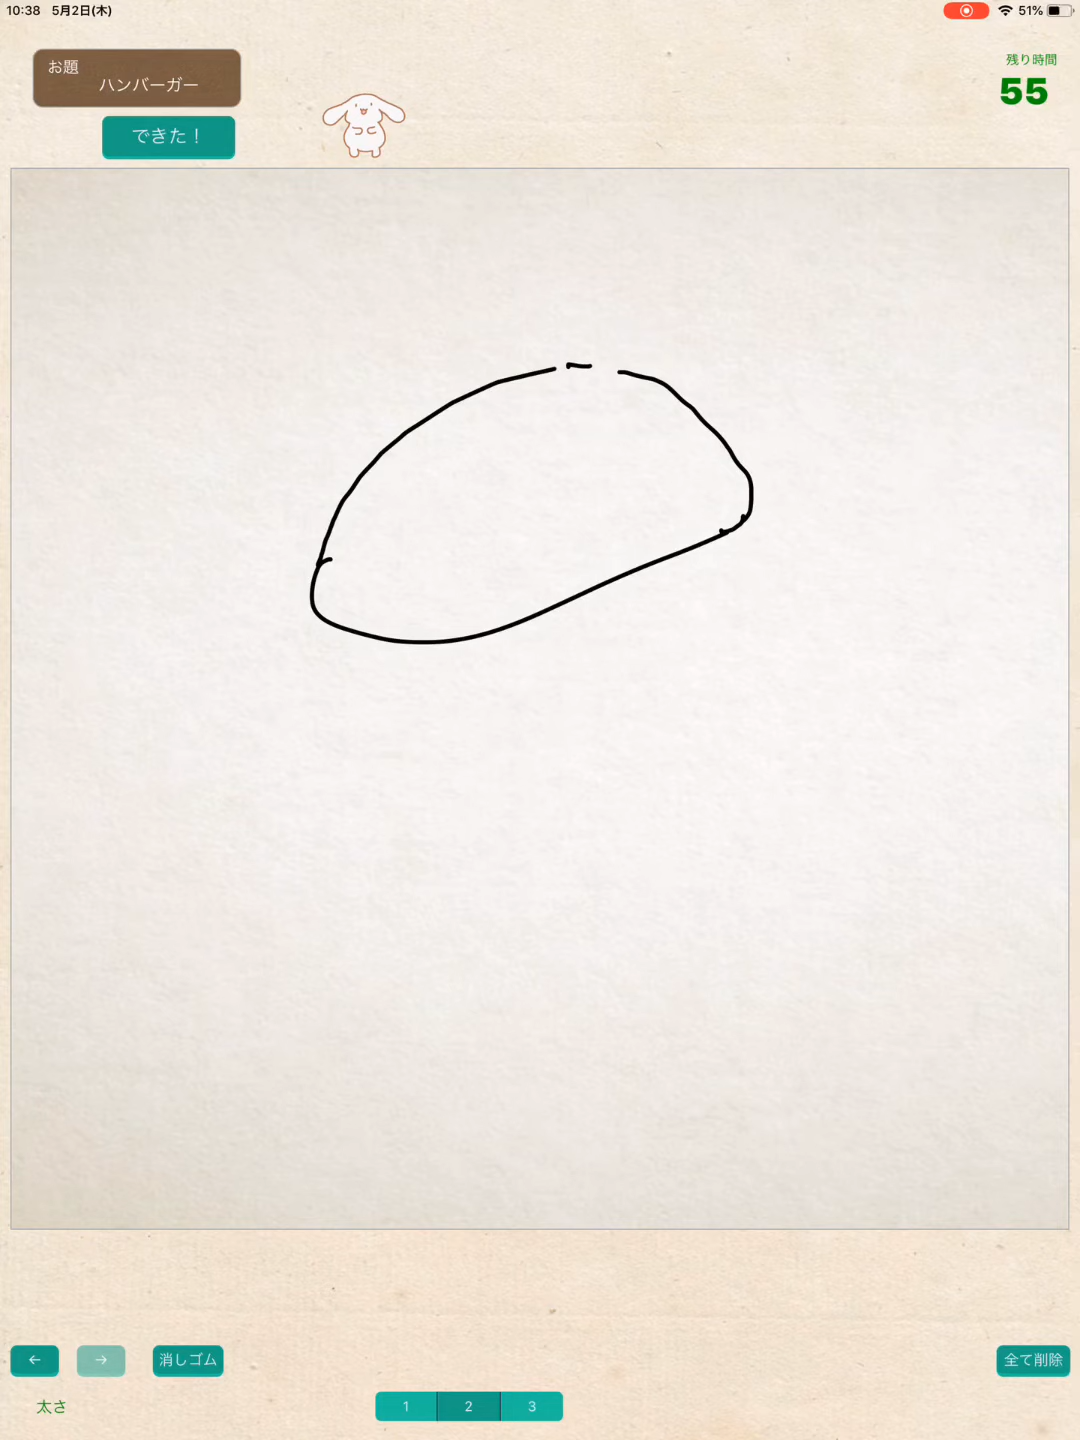 10:38 5月2日(木)
51%
お題
ハンバーガー
残り時間
55
できた！
←
→
消しゴム
全て削除
太さ
1
2
3